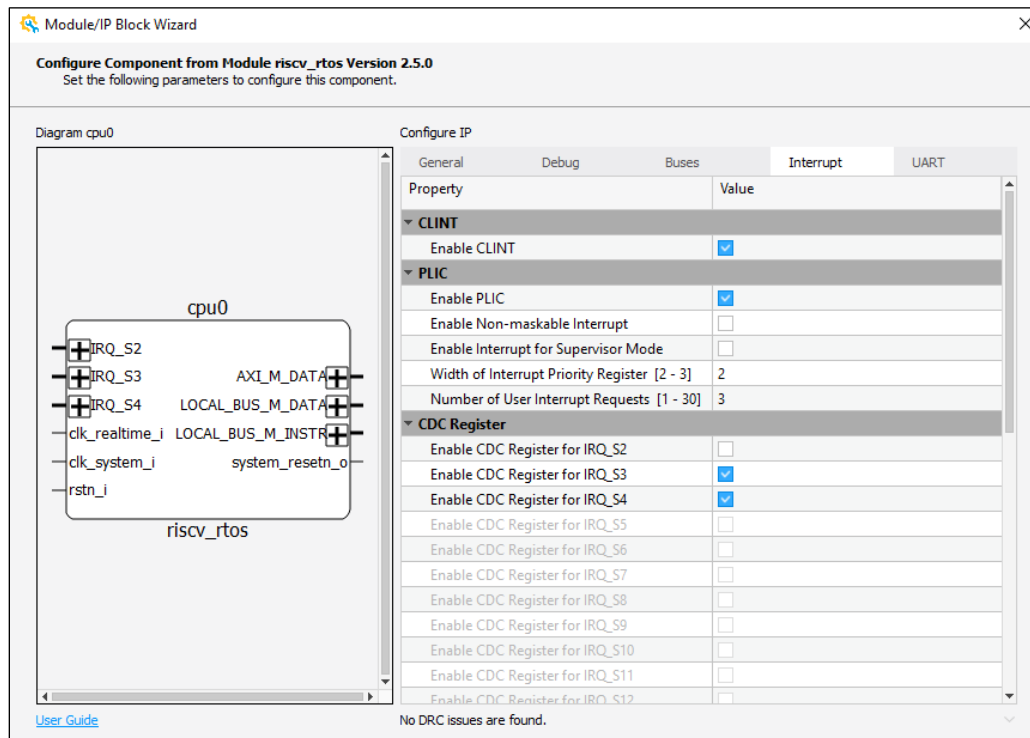 Module/IP Block Wizard
Configure Component from Module riscv_rtos Version 2.5.0
Set the following parameters to configure this component.
Diagram cpu0
Configure IP
General Debug Buses Interrupt UART
Property Value
CLINT
Enable CLINT
PLIC
Enable PLIC
Enable Non-maskable Interrupt
Enable Interrupt for Supervisor Mode
Width of Interrupt Priority Register [2 - 3] 2
Number of User Interrupt Requests [1 - 30] 3
CDC Register
Enable CDC Register for IRQ_S2
Enable CDC Register for IRQ_S3
Enable CDC Register for IRQ_S4
Enable CDC Register for IRQ_S5
Enable CDC Register for IRQ_S6
Enable CDC Register for IRQ_S7
Enable CDC Register for IRQ_S8
Enable CDC Register for IRQ_S9
Enable CDC Register for IRQ_S10
Enable CDC Register for IRQ_S11
Enable CDC Register for IRQ_S12
cpu0
IRQ_S2
IRQ_S3 AXI_M_DATA
IRQ_S4 LOCAL_BUS_M_DATA
clk_realtime_i LOCAL_BUS_M_INSTR
clk_system_i system_resetn_o
rstn_i
riscv_rtos
User Guide
No DRC issues are found.